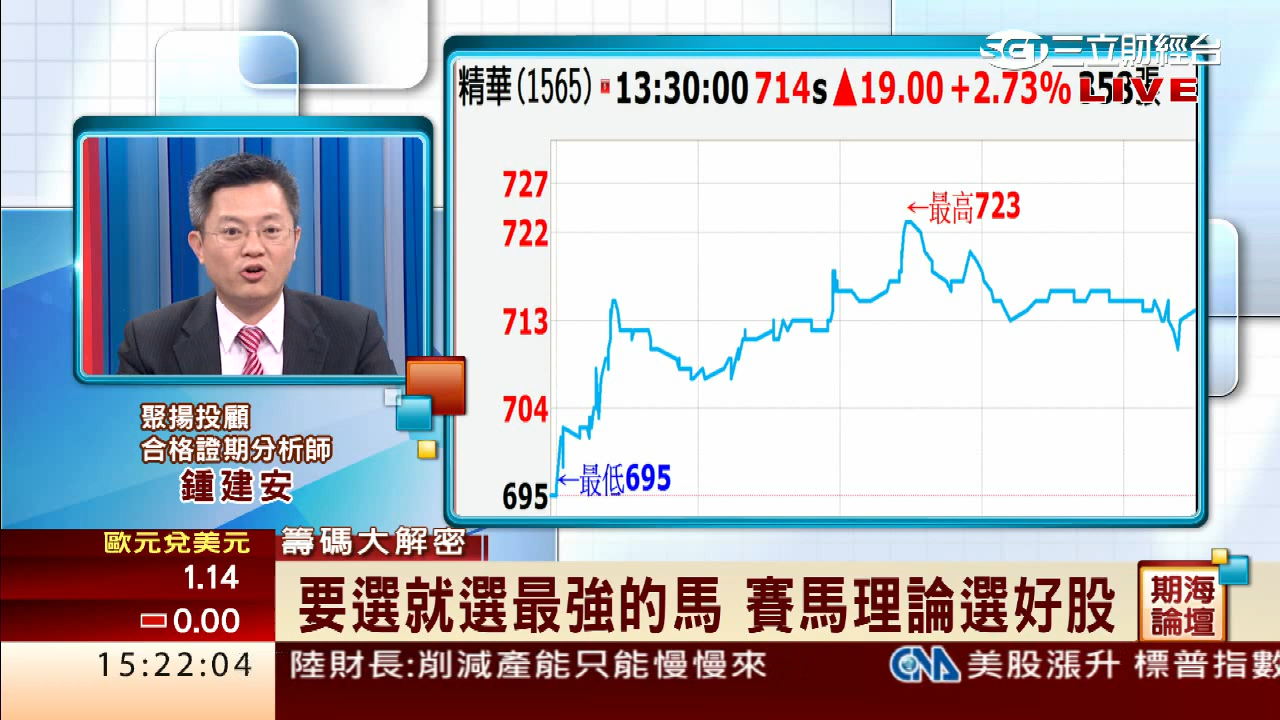 SET 三立財經台
LIVE
精華(1565) 13:30:00 714s▲19.00 +2.73%
727
722
713
704
695
←最高723
←最低695
聚揚投顧
合格證期分析師
鍾建安
歐元兌美元
1.14
0.00
15:22:04
籌碼大解密
要選就選最強的馬 賽馬理論選好股
期海
論壇
陸財長:削減產能只能慢慢來
CNA 美股漲升 標普指數